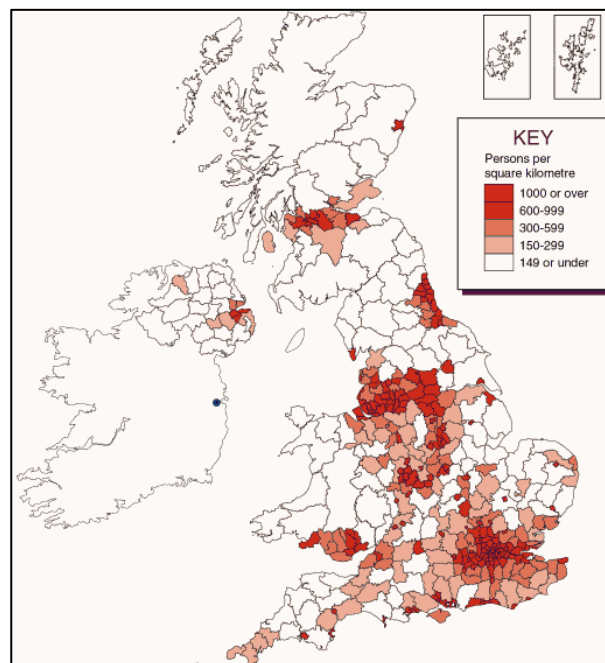 KEY
Persons per
square kilometre
1000 or over
600-999
300-599
150-299
149 or under